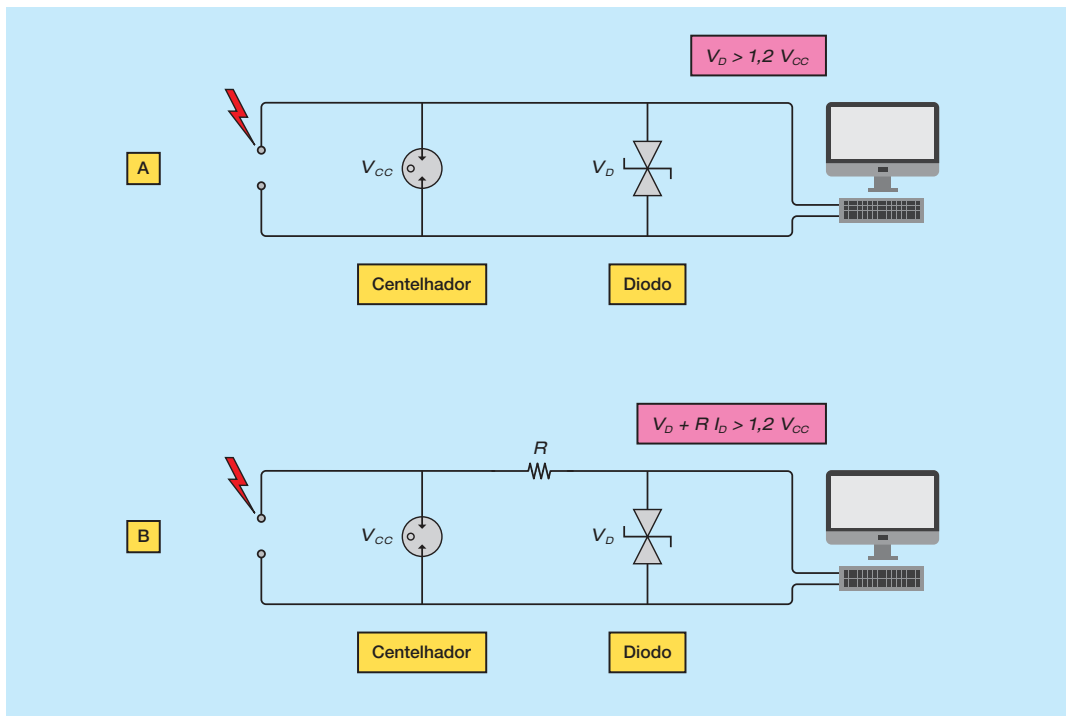 V_D > 1,2 V_CC
A
V_CC
V_D
Centelhador
Diodo
V_D + R I_D > 1,2 V_CC
R
B
V_CC
V_D
Centelhador
Diodo